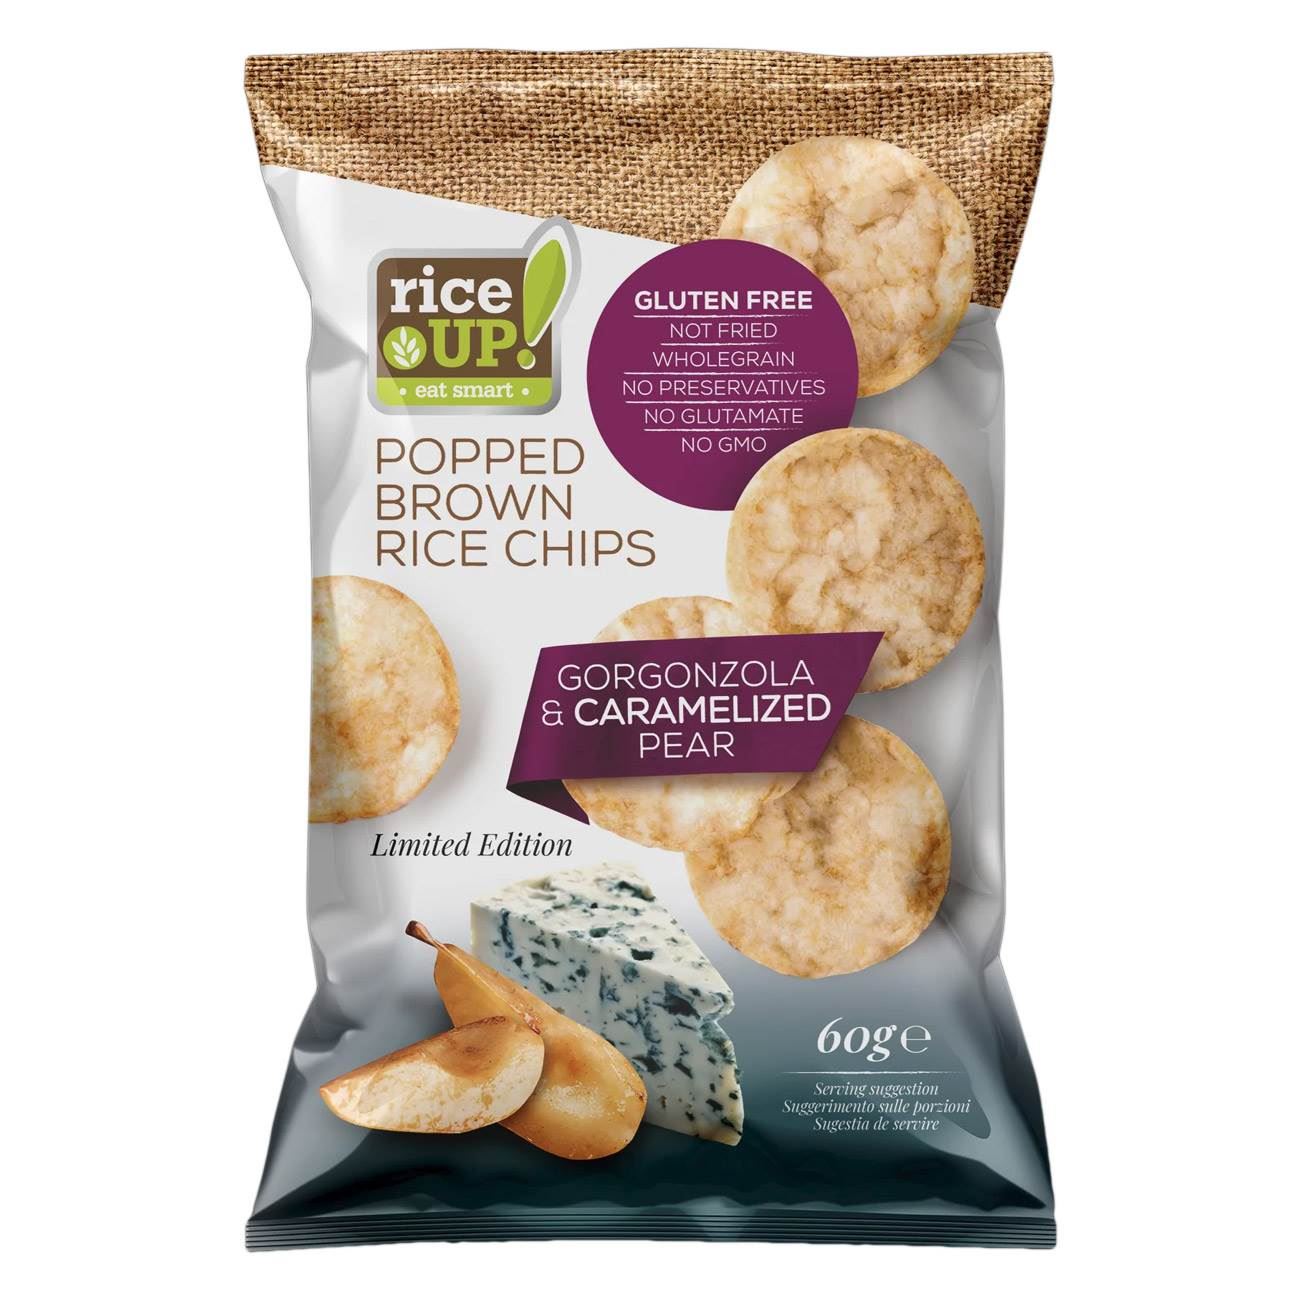 rice
UP!
• eat smart •
POPPED
BROWN
RICE CHIPS
GLUTEN FREE
NOT FRIED
WHOLEGRAIN
NO PRESERVATIVES
NO GLUTAMATE
NO GMO
GORGONZOLA
& CARAMELIZED
PEAR
Limited Edition
60g ℮
Serving suggestion
Suggerimento sulle porzioni
Sugestia de servire